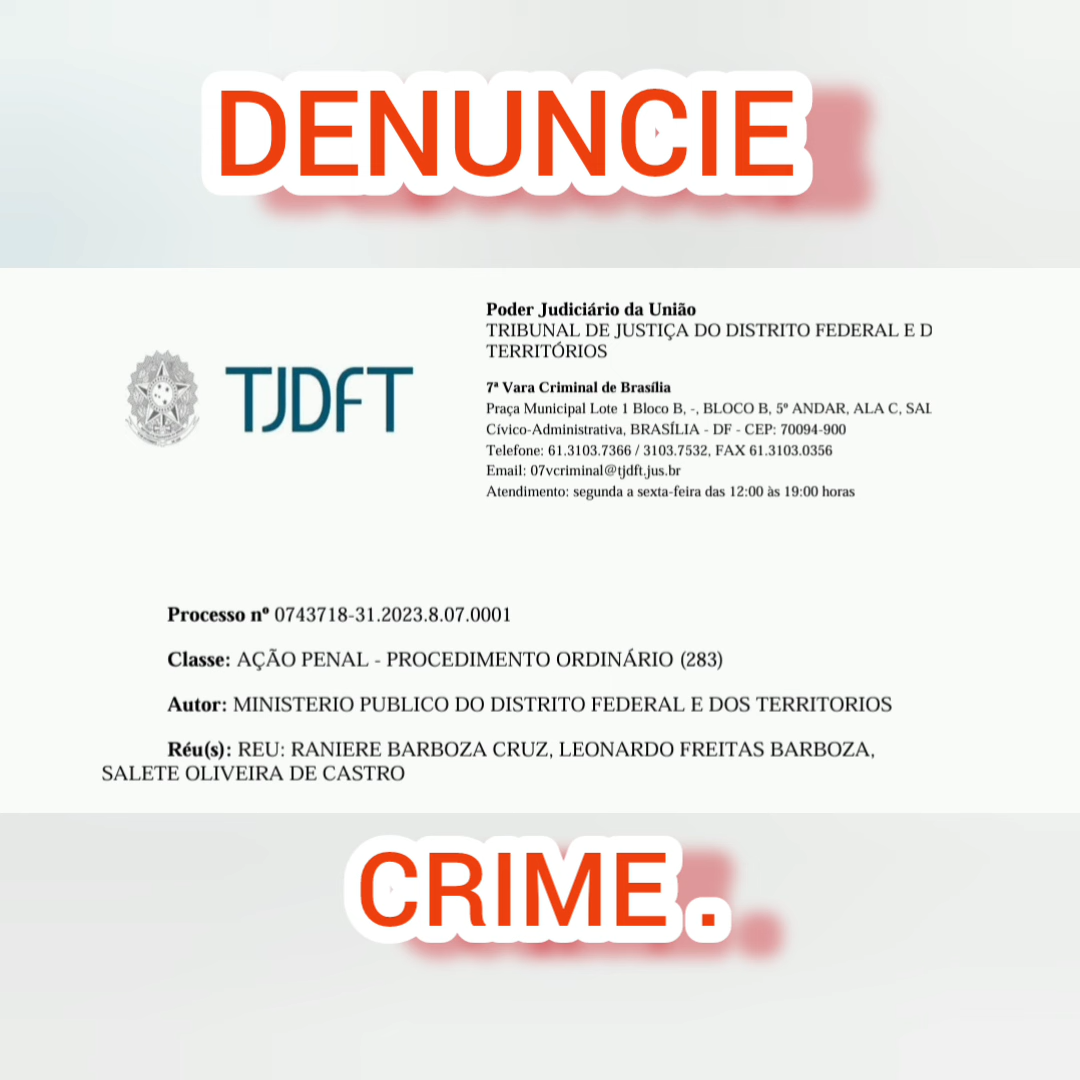 DENUNCIE
TJDFT
Poder Judiciário da União
TRIBUNAL DE JUSTIÇA DO DISTRITO FEDERAL E D
TERRITÓRIOS
7ª Vara Criminal de Brasília
Praça Municipal Lote 1 Bloco B, -, BLOCO B, 5º ANDAR, ALA C, SAL
Cívico-Administrativa, BRASÍLIA - DF - CEP: 70094-900
Telefone: 61.3103.7366 / 3103.7532, FAX 61.3103.0356
Email: 07vcriminal@tjdft.jus.br
Atendimento: segunda a sexta-feira das 12:00 às 19:00 horas
Processo nº 0743718-31.2023.8.07.0001
Classe: AÇÃO PENAL - PROCEDIMENTO ORDINÁRIO (283)
Autor: MINISTERIO PUBLICO DO DISTRITO FEDERAL E DOS TERRITORIOS
Réu(s): REU: RANIERE BARBOZA CRUZ, LEONARDO FREITAS BARBOZA,
SALETE OLIVEIRA DE CASTRO
CRIME.